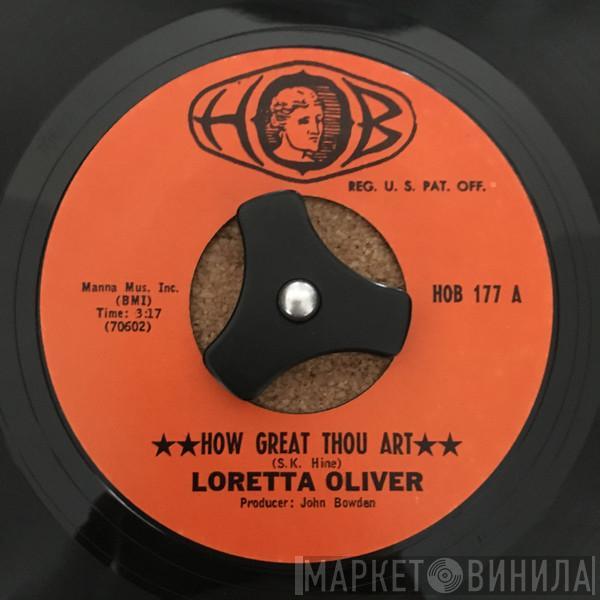 HOB
REG. U. S. PAT. OFF.
Manna Mus. Inc.
(BMI)
Time: 3:17
(70602)
HOB 177 A
★★HOW GREAT THOU ART★★
(S.K. Hine)
LORETTA OLIVER
Producer: John Bowden
МАРКЕТ ВИНИЛА